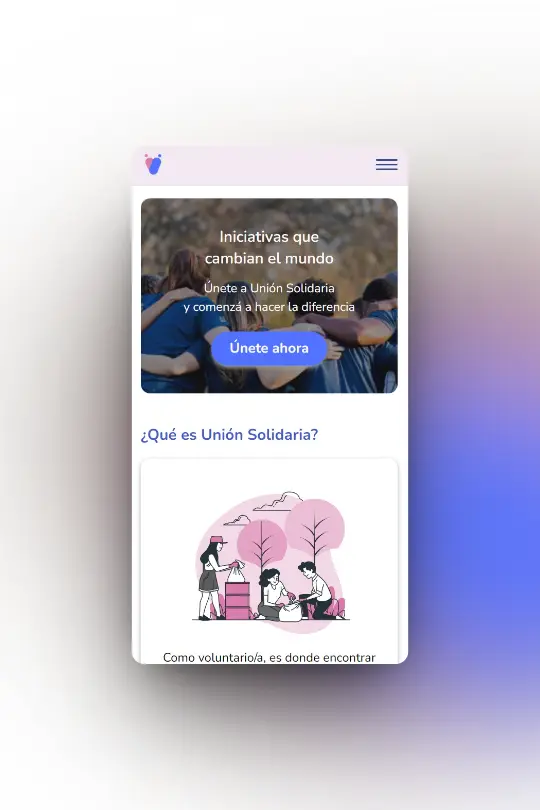 Iniciativas que
cambian el mundo
Únete a Unión Solidaria
y comenzá a hacer la diferencia
Únete ahora
¿Qué es Unión Solidaria?
Como voluntario/a, es donde encontrar